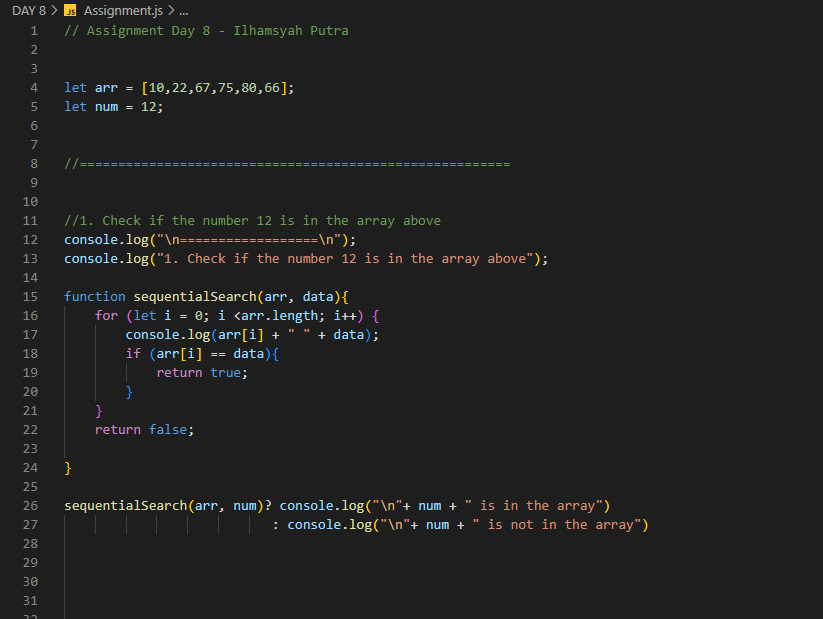 DAY 8 > JS Assignment.js > ...
1 // Assignment Day 8 - Ilhamsyah Putra
2
3
4 let arr = [10,22,67,75,80,66];
5 let num = 12;
6
7
8 //========================================================
9
10
11 //1. Check if the number 12 is in the array above
12 console.log("\n==================\n");
13 console.log("1. Check if the number 12 is in the array above");
14
15 function sequentialSearch(arr, data){
16 for (let i = 0; i <arr.length; i++) {
17 console.log(arr[i] + " " + data);
18 if (arr[i] == data){
19 return true;
20 }
21 }
22 return false;
23
24 }
25
26 sequentialSearch(arr, num)? console.log("\n"+ num + " is in the array")
27 : console.log("\n"+ num + " is not in the array")
28
29
30
31
32